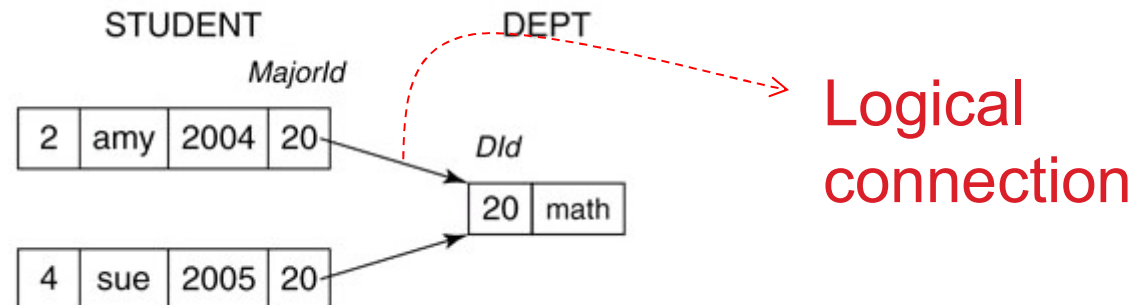 STUDENT DEPT
MajorId
2 amy 2004 20
DId
20 math
4 sue 2005 20
Logical
connection